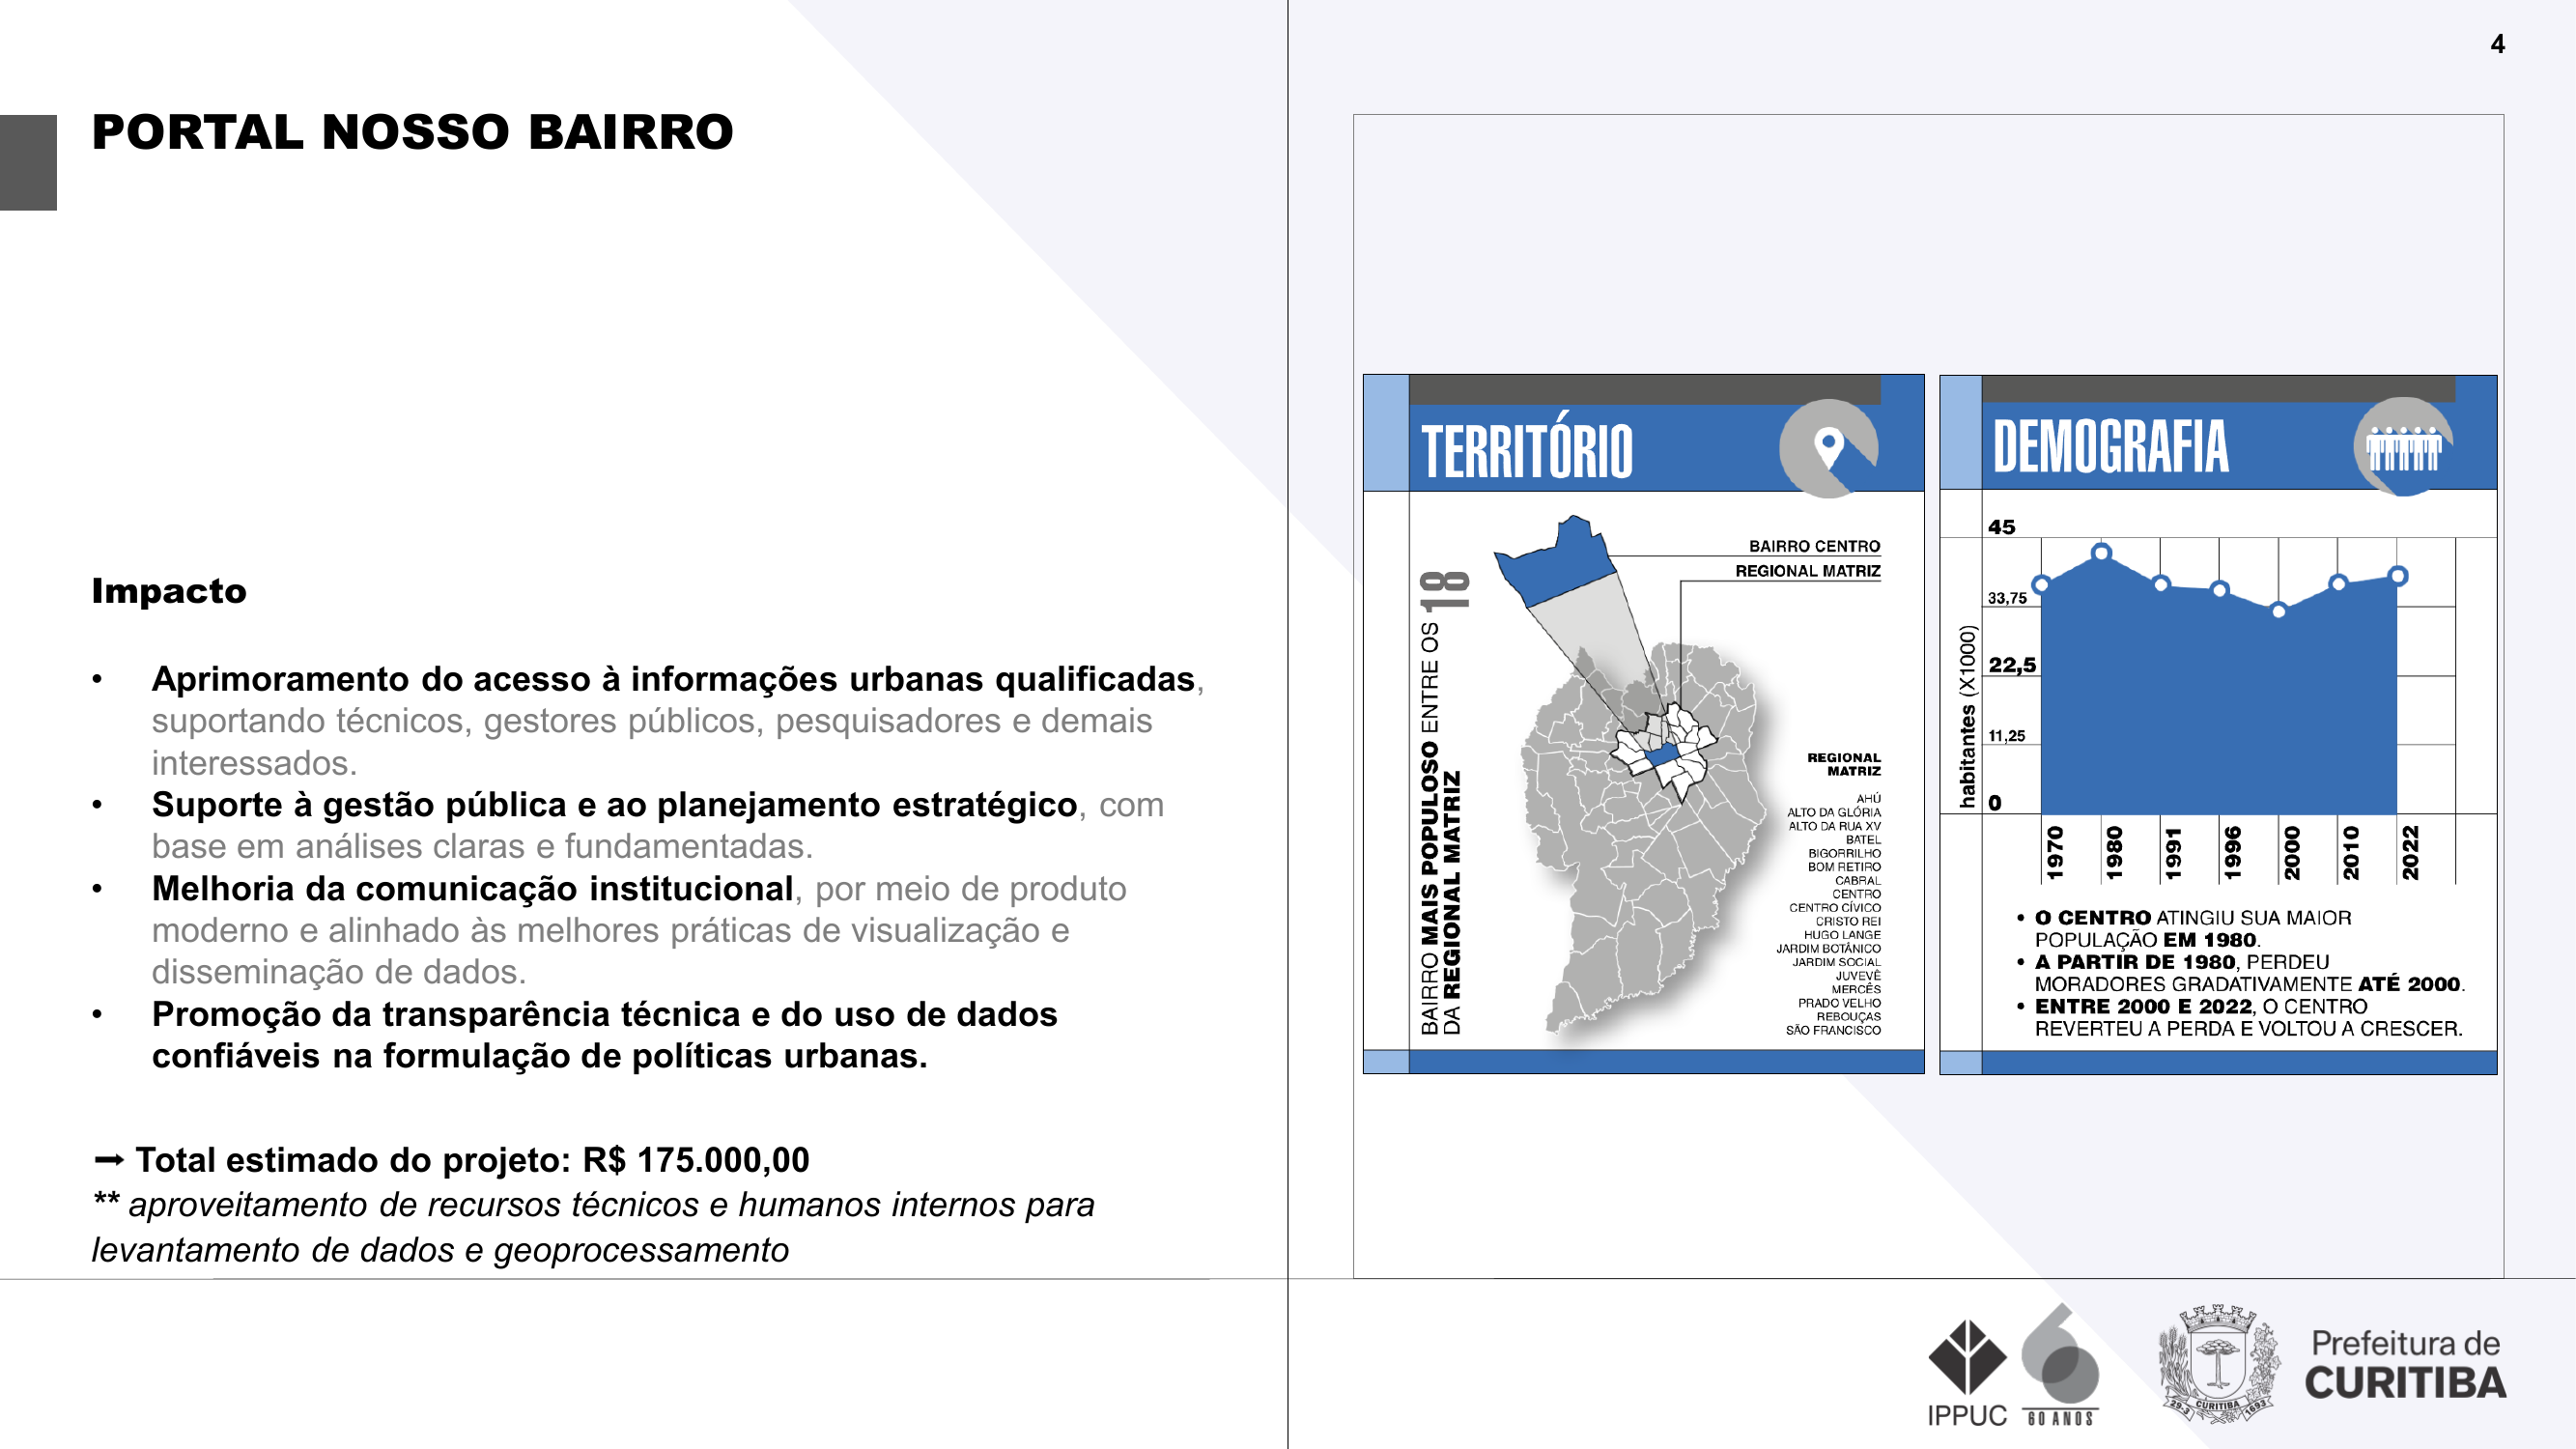 4
PORTAL NOSSO BAIRRO
Impacto
• Aprimoramento do acesso à informações urbanas qualificadas,
suportando técnicos, gestores públicos, pesquisadores e demais
interessados.
• Suporte à gestão pública e ao planejamento estratégico, com
base em análises claras e fundamentadas.
• Melhoria da comunicação institucional, por meio de produto
moderno e alinhado às melhores práticas de visualização e
disseminação de dados.
• Promoção da transparência técnica e do uso de dados
confiáveis na formulação de políticas urbanas.
➞ Total estimado do projeto: R$ 175.000,00
** aproveitamento de recursos técnicos e humanos internos para
levantamento de dados e geoprocessamento
TERRITÓRIO
BAIRRO MAIS POPULOSO ENTRE OS 18
DA REGIONAL MATRIZ
BAIRRO CENTRO
REGIONAL MATRIZ
REGIONAL
MATRIZ
AHÚ
ALTO DA GLÓRIA
ALTO DA RUA XV
BATEL
BIGORRILHO
BOM RETIRO
CABRAL
CENTRO
CENTRO CÍVICO
CRISTO REI
HUGO LANGE
JARDIM BOTÂNICO
JARDIM SOCIAL
JUVEVÊ
MERCÊS
PRADO VELHO
REBOUÇAS
SÃO FRANCISCO
DEMOGRAFIA
habitantes (X1000)
45
33,75
22,5
11,25
0
1970
1980
1991
1996
2000
2010
2022
• O CENTRO ATINGIU SUA MAIOR
POPULAÇÃO EM 1980.
• A PARTIR DE 1980, PERDEU
MORADORES GRADATIVAMENTE ATÉ 2000.
• ENTRE 2000 E 2022, O CENTRO
REVERTEU A PERDA E VOLTOU A CRESCER.
IPPUC
60 ANOS
29-3 CURITIBA 1693
Prefeitura de
CURITIBA